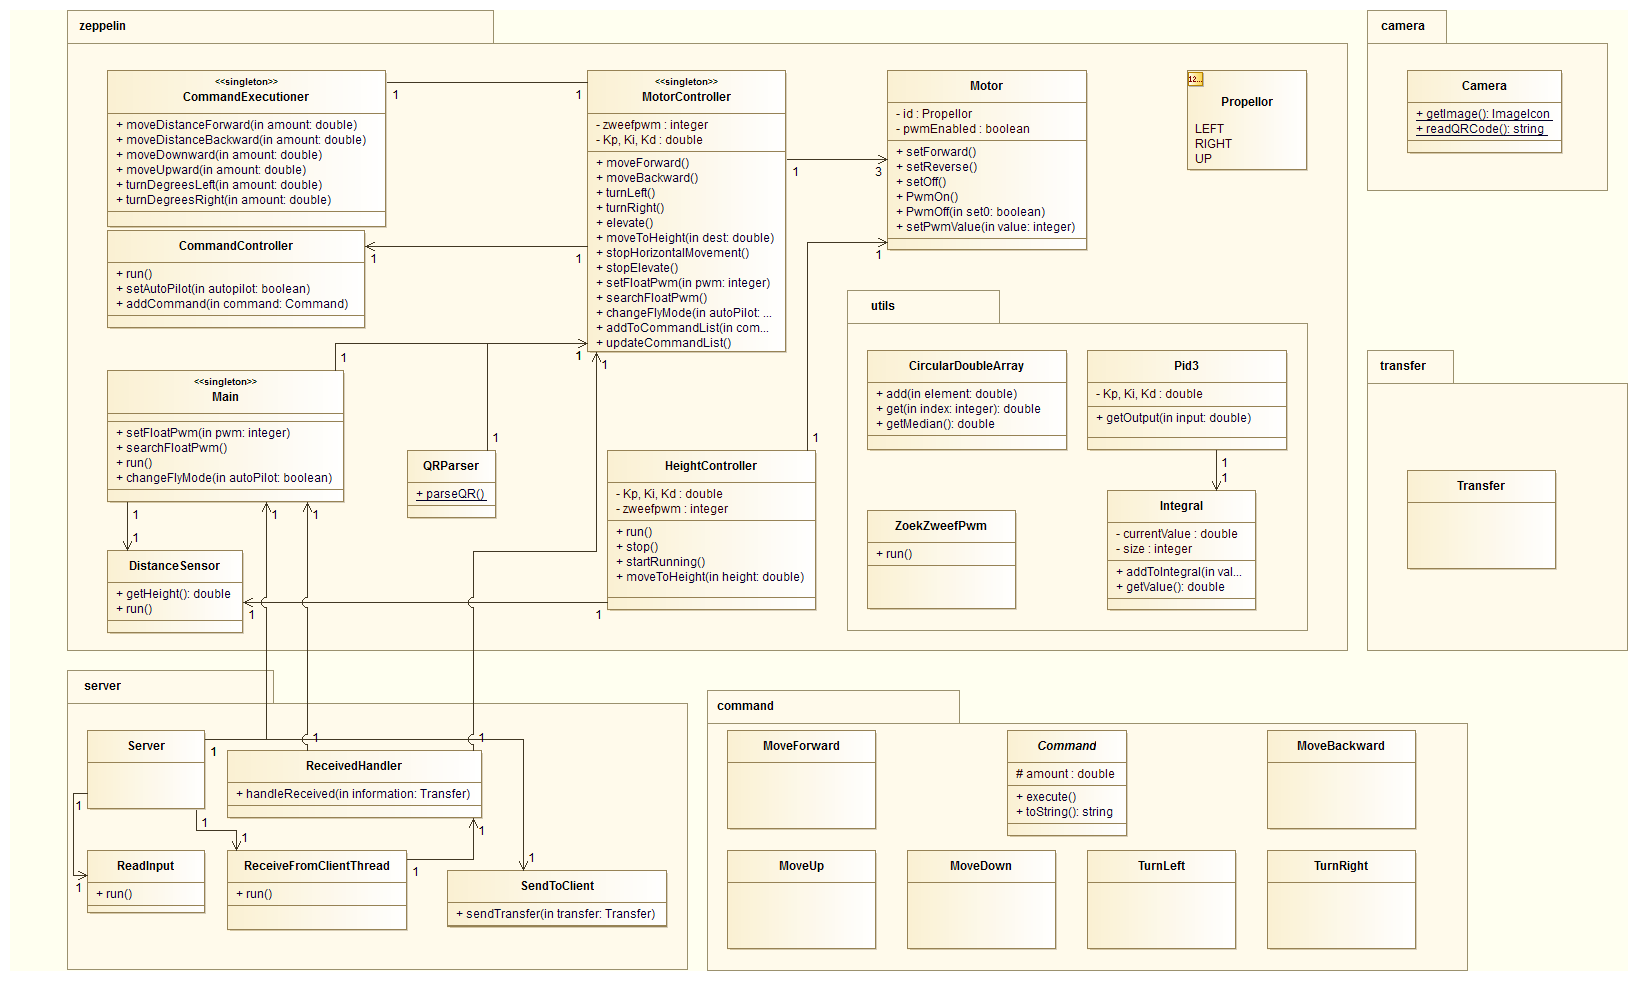 zeppelin
<<singleton>>
CommandExecutioner
+ moveDistanceForward(in amount: double)
+ moveDistanceBackward(in amount: double)
+ moveDownward(in amount: double)
+ moveUpward(in amount: double)
+ turnDegreesLeft(in amount: double)
+ turnDegreesRight(in amount: double)
1
1
<<singleton>>
MotorController
- zweefpwm : integer
- Kp, Ki, Kd : double
+ moveForward()
+ moveBackward()
+ turnLeft()
+ turnRight()
+ elevate()
+ moveToHeight(in dest: double)
+ stopHorizontalMovement()
+ stopElevate()
+ setFloatPwm(in pwm: integer)
+ searchFloatPwm()
+ changeFlyMode(in autoPilot: ...
+ addToCommandList(in com...
+ updateCommandList()
1
3
Motor
- id : Propellor
- pwmEnabled : boolean
+ setForward()
+ setReverse()
+ setOff()
+ PwmOn()
+ PwmOff(in set0: boolean)
+ setPwmValue(in value: integer)
1
12...
Propellor
LEFT
RIGHT
UP
CommandController
+ run()
+ setAutoPilot(in autopilot: boolean)
+ addCommand(in command: Command)
1
1
1
1
1
<<singleton>>
Main
+ setFloatPwm(in pwm: integer)
+ searchFloatPwm()
+ run()
+ changeFlyMode(in autoPilot: boolean)
1
1
1
1
DistanceSensor
+ getHeight(): double
+ run()
1
1
1
QRParser
+ parseQR()
1
HeightController
- Kp, Ki, Kd : double
- zweefpwm : integer
+ run()
+ stop()
+ startRunning()
+ moveToHeight(in height: double)
utils
CircularDoubleArray
+ add(in element: double)
+ get(in index: integer): double
+ getMedian(): double
Pid3
- Kp, Ki, Kd : double
+ getOutput(in input: double)
1
1
ZoekZweefPwm
+ run()
Integral
- currentValue : double
- size : integer
+ addToIntegral(in val...
+ getValue(): double
camera
Camera
+ getImage(): ImageIcon
+ readQRCode(): string
transfer
Transfer
server
Server
1
1
1
1
1
1
ReceivedHandler
+ handleReceived(in information: Transfer)
1
1
1
ReadInput
+ run()
ReceiveFromClientThread
+ run()
1
1
SendToClient
+ sendTransfer(in transfer: Transfer)
command
MoveForward
Command
# amount : double
+ execute()
+ toString(): string
MoveBackward
MoveUp
MoveDown
TurnLeft
TurnRight